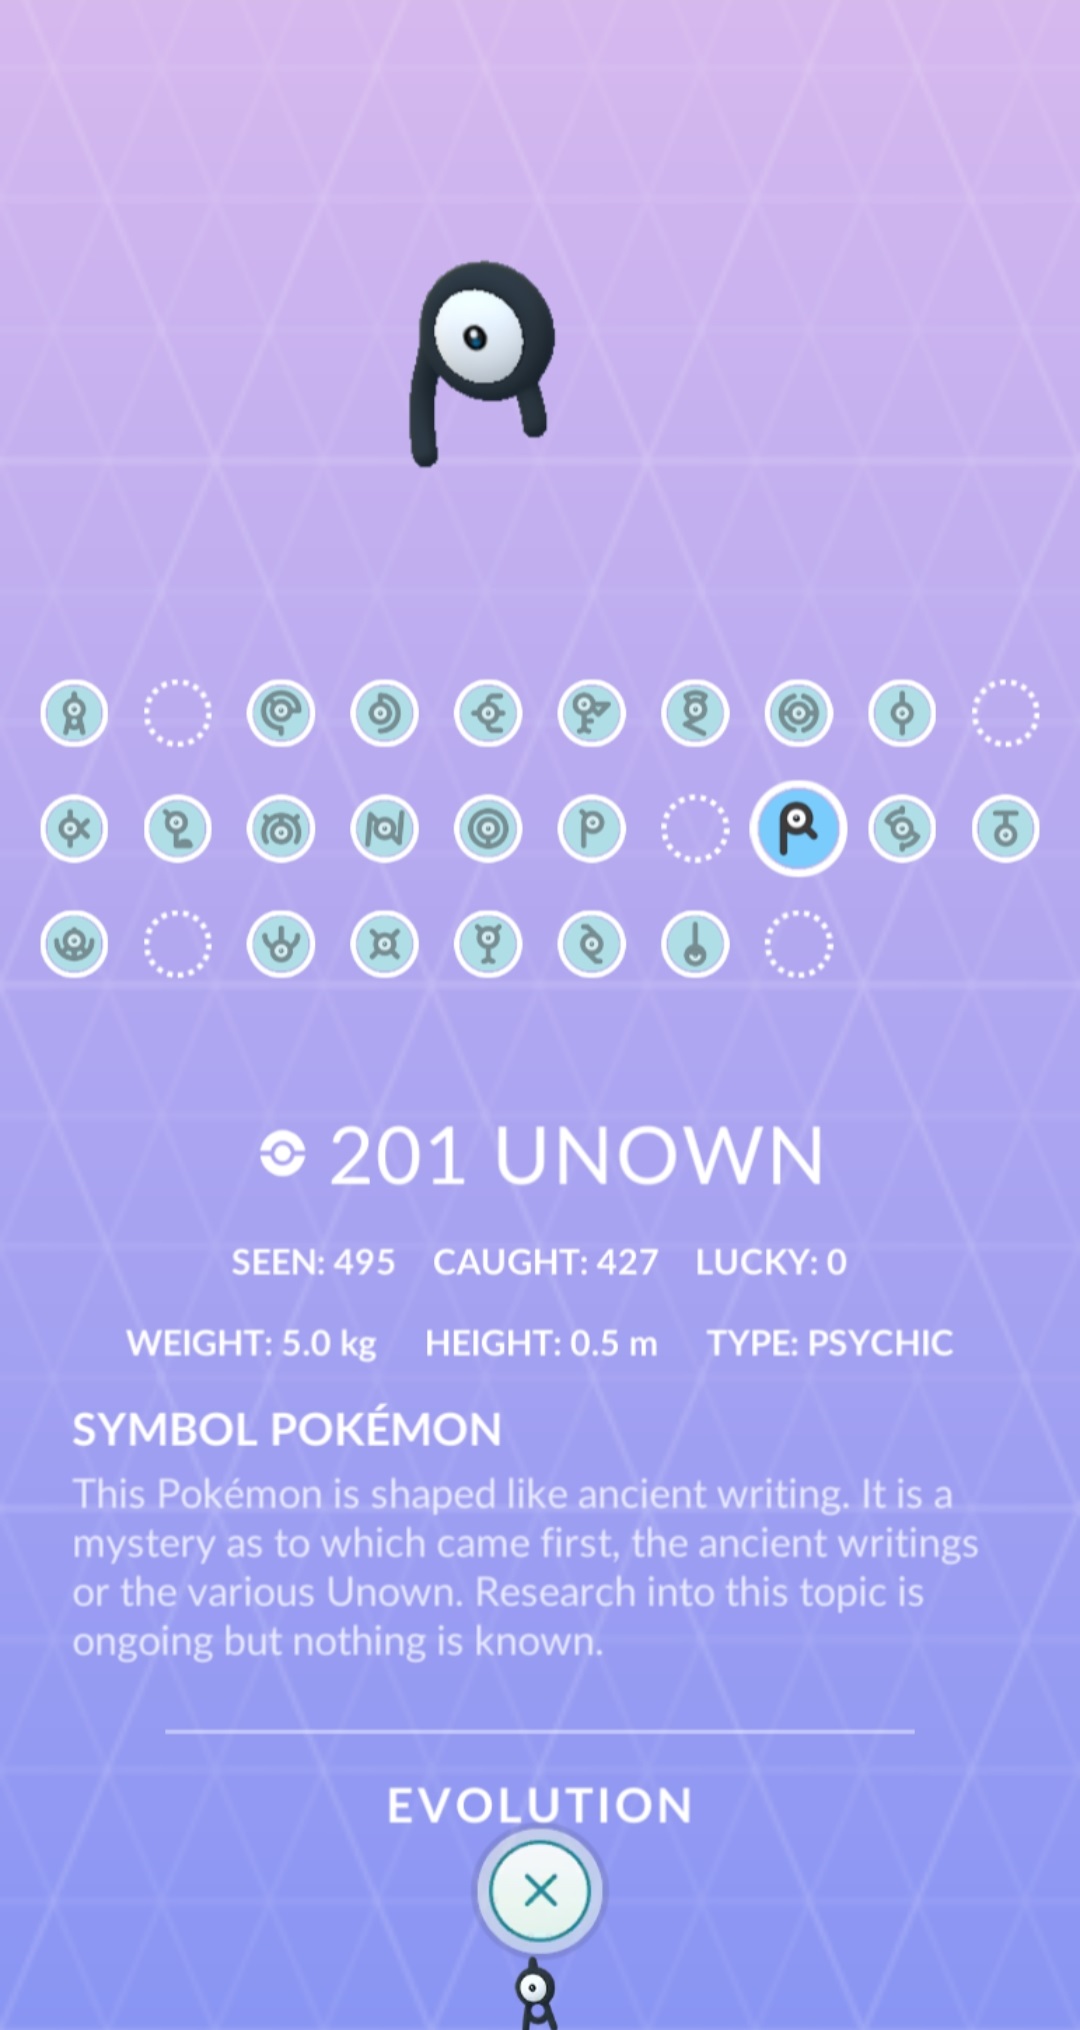 201 UNOWN
SEEN: 495 CAUGHT: 427 LUCKY: 0
WEIGHT: 5.0 kg HEIGHT: 0.5 m TYPE: PSYCHIC
SYMBOL POKÉMON
This Pokémon is shaped like ancient writing. It is a
mystery as to which came first, the ancient writings
or the various Unown. Research into this topic is
ongoing but nothing is known.
EVOLUTION